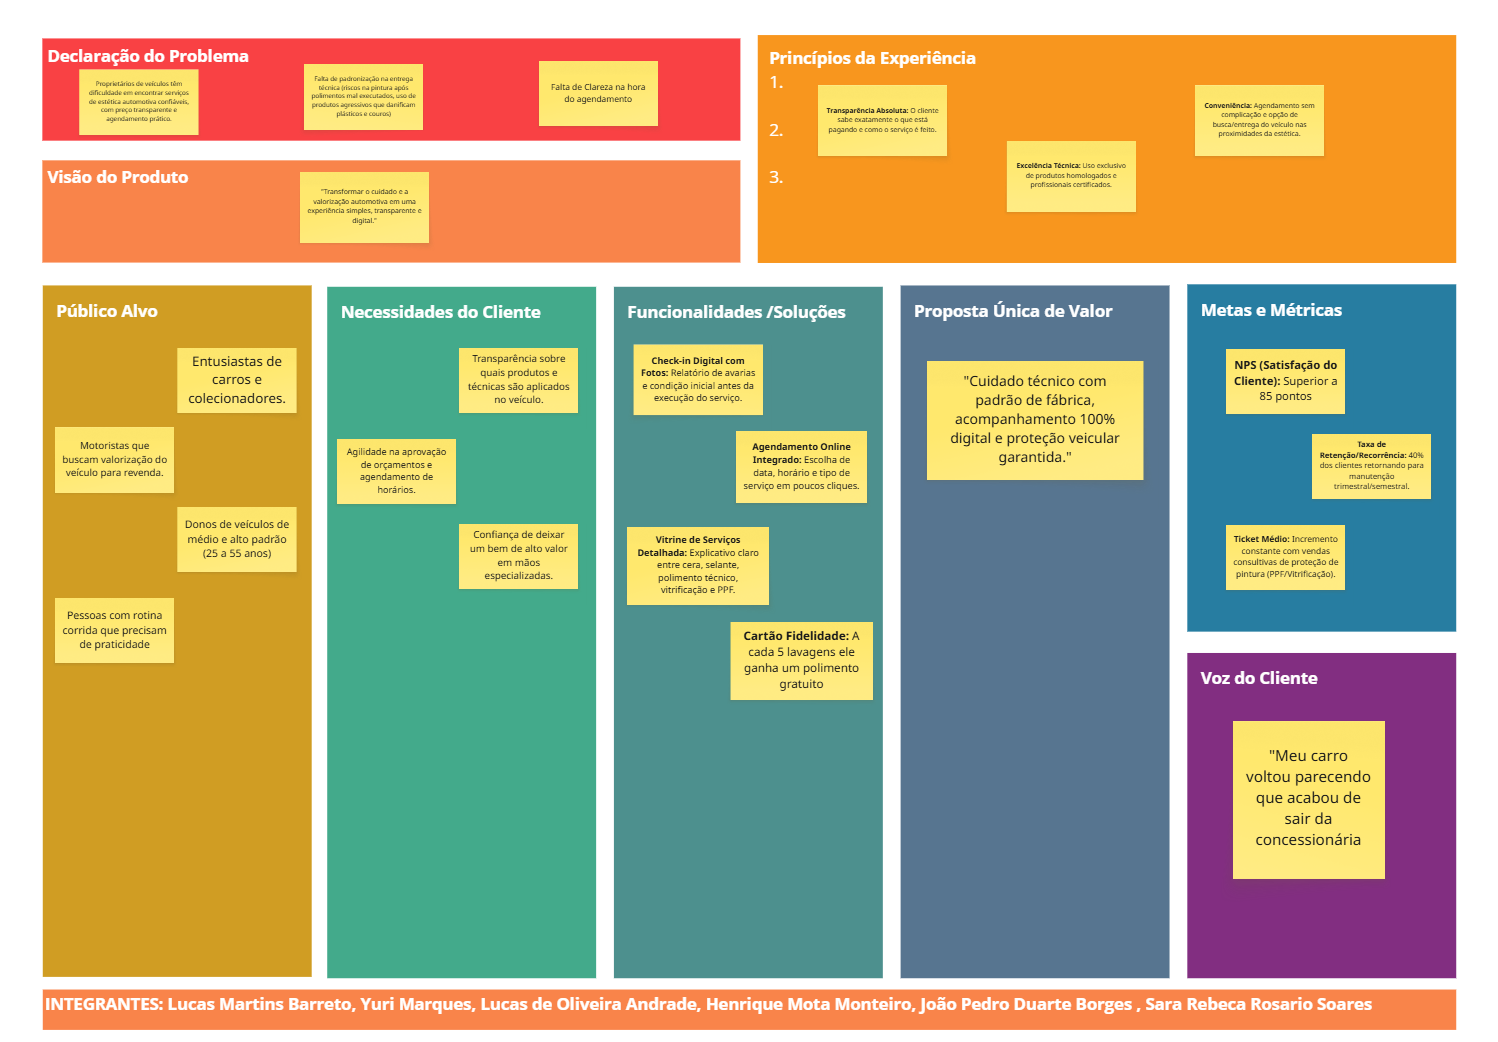 Declaração do Problema
Proprietários de veículos têm
dificuldade em encontrar serviços
de estética automotiva confiáveis,
com preço transparente e
agendamento prático.
Falta de padronização na entrega
técnica (riscos na pintura após
polimentos mal executados, uso de
produtos agressivos que danificam
plásticos e couros)
Falta de Clareza na hora
do agendamento
Princípios da Experiência
1.
2.
3.
Transparência Absoluta: O cliente
sabe exatamente o que está
pagando e como o serviço é feito.
Excelência Técnica: Uso exclusivo
de produtos homologados e
profissionais certificados.
Conveniência: Agendamento sem
complicação e opção de
busca/entrega do veículo nas
proximidades da estética.
Visão do Produto
"Transformar o cuidado e a
valorização automotiva em uma
experiência simples, transparente e
digital."
Público Alvo
Entusiastas de
carros e
colecionadores.
Motoristas que
buscam valorização do
veículo para revenda.
Donos de veículos de
médio e alto padrão
(25 a 55 anos)
Pessoas com rotina
corrida que precisam
de praticidade
Necessidades do Cliente
Transparência sobre
quais produtos e
técnicas são aplicados
no veículo.
Agilidade na aprovação
de orçamentos e
agendamento de
horários.
Confiança de deixar
um bem de alto valor
em mãos
especializadas.
Funcionalidades /Soluções
Check-in Digital com
Fotos: Relatório de avarias
e condição inicial antes da
execução do serviço.
Agendamento Online
Integrado: Escolha de
data, horário e tipo de
serviço em poucos cliques.
Vitrine de Serviços
Detalhada: Explicativo claro
entre cera, selante,
polimento técnico,
vitrificação e PPF.
Cartão Fidelidade: A
cada 5 lavagens ele
ganha um polimento
gratuito
Proposta Única de Valor
"Cuidado técnico com
padrão de fábrica,
acompanhamento 100%
digital e proteção veicular
garantida."
Metas e Métricas
NPS (Satisfação do
Cliente): Superior a
85 pontos
Taxa de
Retenção/Recorrência: 40%
dos clientes retornando para
manutenção
trimestral/semestral.
Ticket Médio: Incremento
constante com vendas
consultivas de proteção de
pintura (PPF/Vitrificação).
Voz do Cliente
"Meu carro
voltou parecendo
que acabou de
sair da
concessionária
INTEGRANTES: Lucas Martins Barreto, Yuri Marques, Lucas de Oliveira Andrade, Henrique Mota Monteiro, João Pedro Duarte Borges , Sara Rebeca Rosario Soares